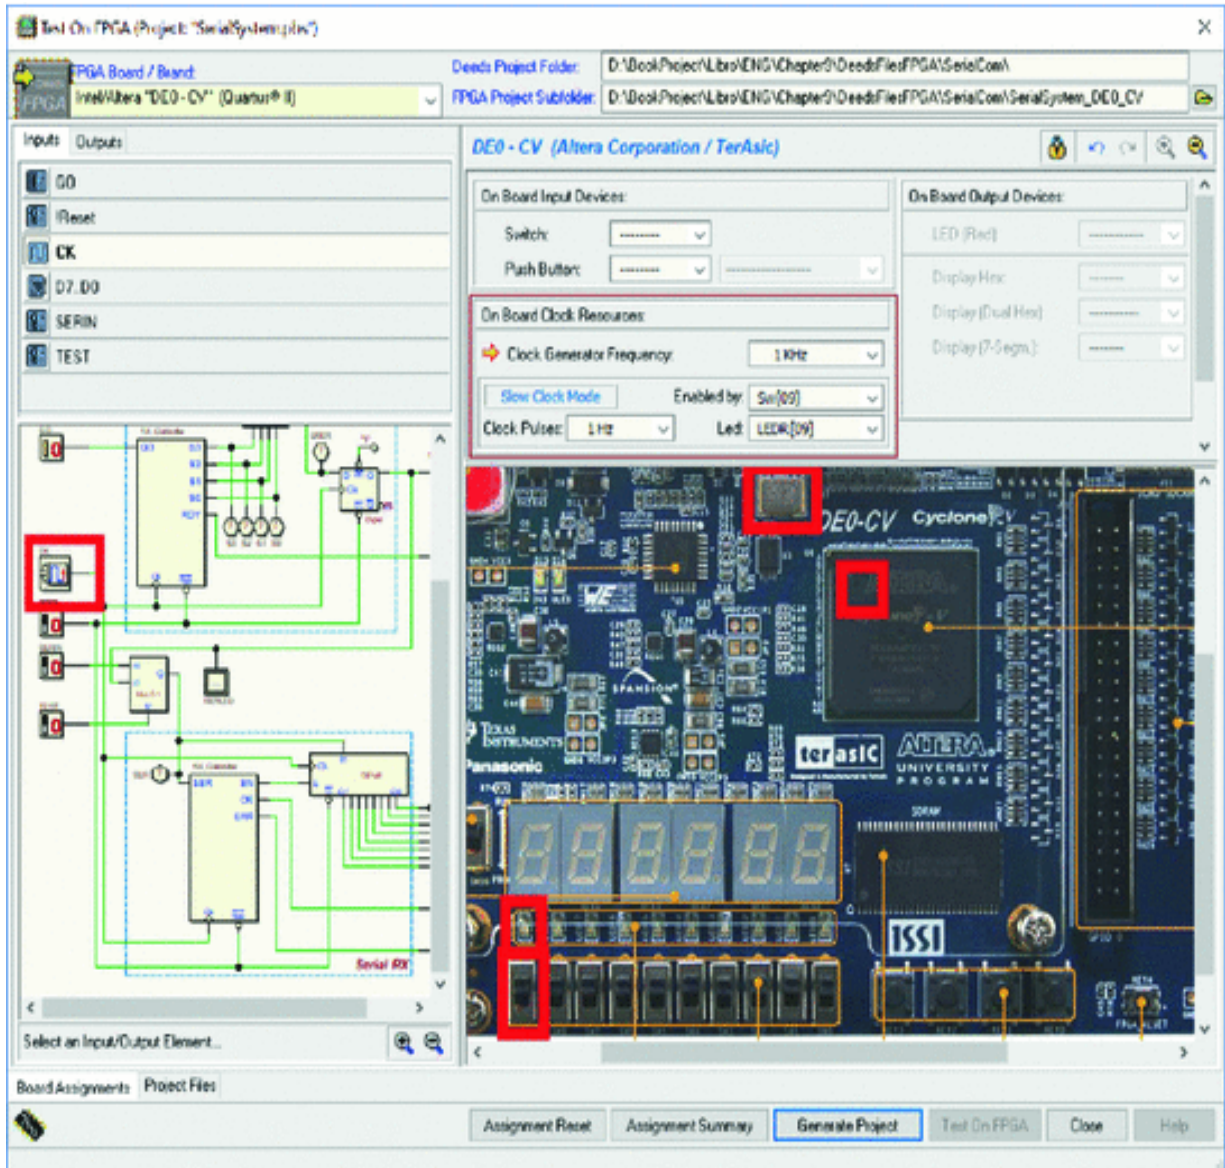 Test On FPGA (Project: "SerialSystem.pbs")
FPGA Board / Brand:
Intel/Altera "DE0 - CV" (Quartus® II)
Deeds Project Folder: D:\BookProject\Libro\ENG\Chapter9\DeedsFilesFPGA\SerialCom\
FPGA Project Subfolder: D:\BookProject\Libro\ENG\Chapter9\DeedsFilesFPGA\SerialCom\SerialSystem_DE0_CV
FPGA
Inputs Outputs
GO
!Reset
CK
D7..D0
SERIN
TEST
DE0 - CV (Altera Corporation / TerAsic)
On Board Input Devices:
Switch:
Push Button:
On Board Clock Resources:
Clock Generator Frequency: 1 KHz
Slow Clock Mode Enabled by: Sw[09]
Clock Pulses: 1 Hz Led: LEDR[09]
On Board Output Devices:
LED (Red)
Display Hex:
Display (Dual Hex)
Display (7-Segm.):
Serial RX
DE0-CV Cyclone V
ALTERA
SPANSION
TEXAS
INSTRUMENTS
Panasonic
terasic
ALTERA
UNIVERSITY
PROGRAM
SDRAM
ISSI
Select an Input/Output Element...
Board Assignments Project Files
Assignment Reset Assignment Summary Generate Project Test On FPGA Close Help